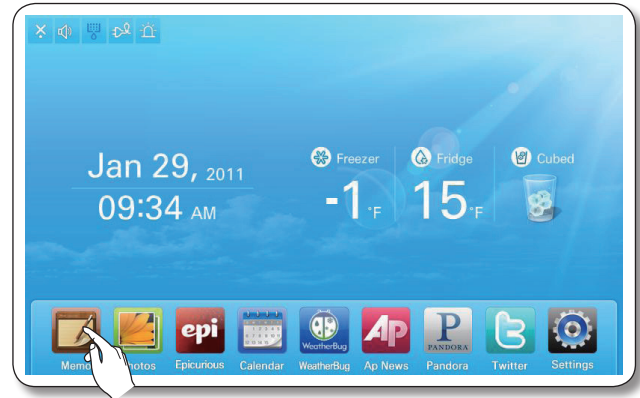 Freezer
Fridge
Cubed
Jan 29, 2011
09:34 AM
-1 °F
15 °F
epi
WeatherBug
AP
P
PANDORA
Epicurious
Calendar
WeatherBug
Ap News
Pandora
Twitter
Settings